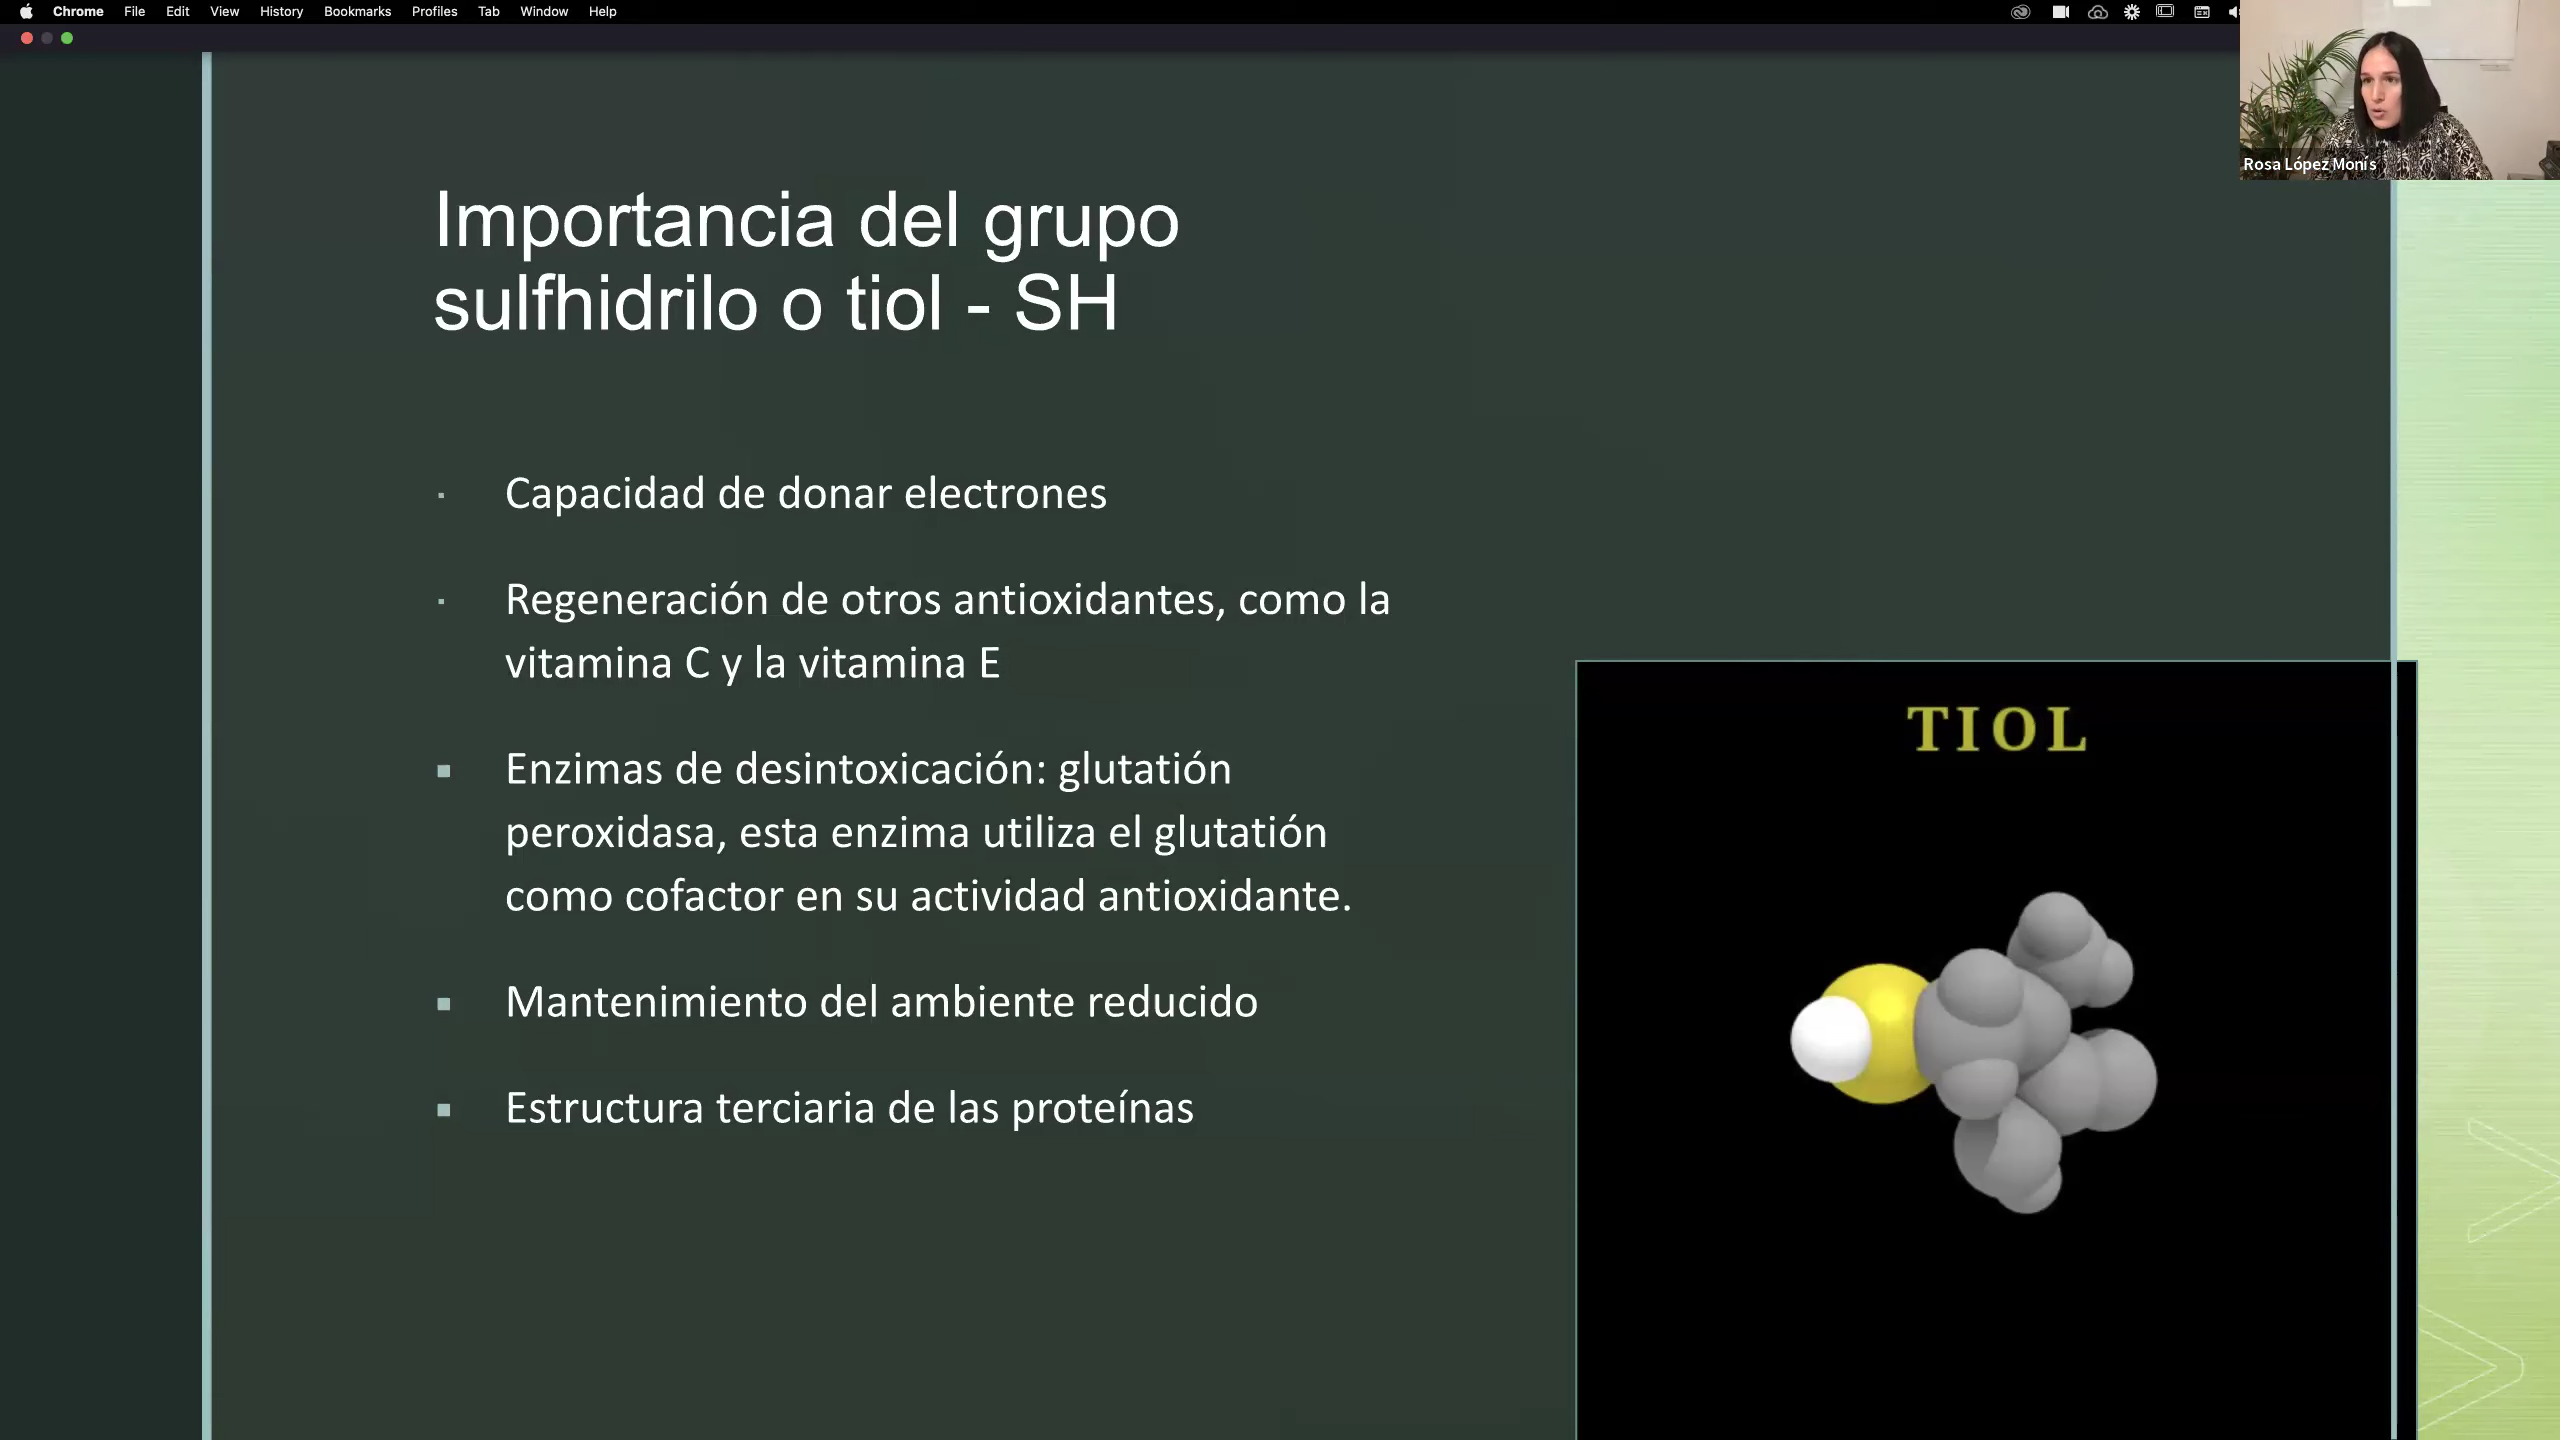 Chrome File Edit View History Bookmarks Profiles Tab Window Help
Rosa López Monís
Importancia del grupo
sulfhidrilo o tiol - SH
· Capacidad de donar electrones
· Regeneración de otros antioxidantes, como la
vitamina C y la vitamina E
▪ Enzimas de desintoxicación: glutatión
peroxidasa, esta enzima utiliza el glutatión
como cofactor en su actividad antioxidante.
▪ Mantenimiento del ambiente reducido
▪ Estructura terciaria de las proteínas
TIOL